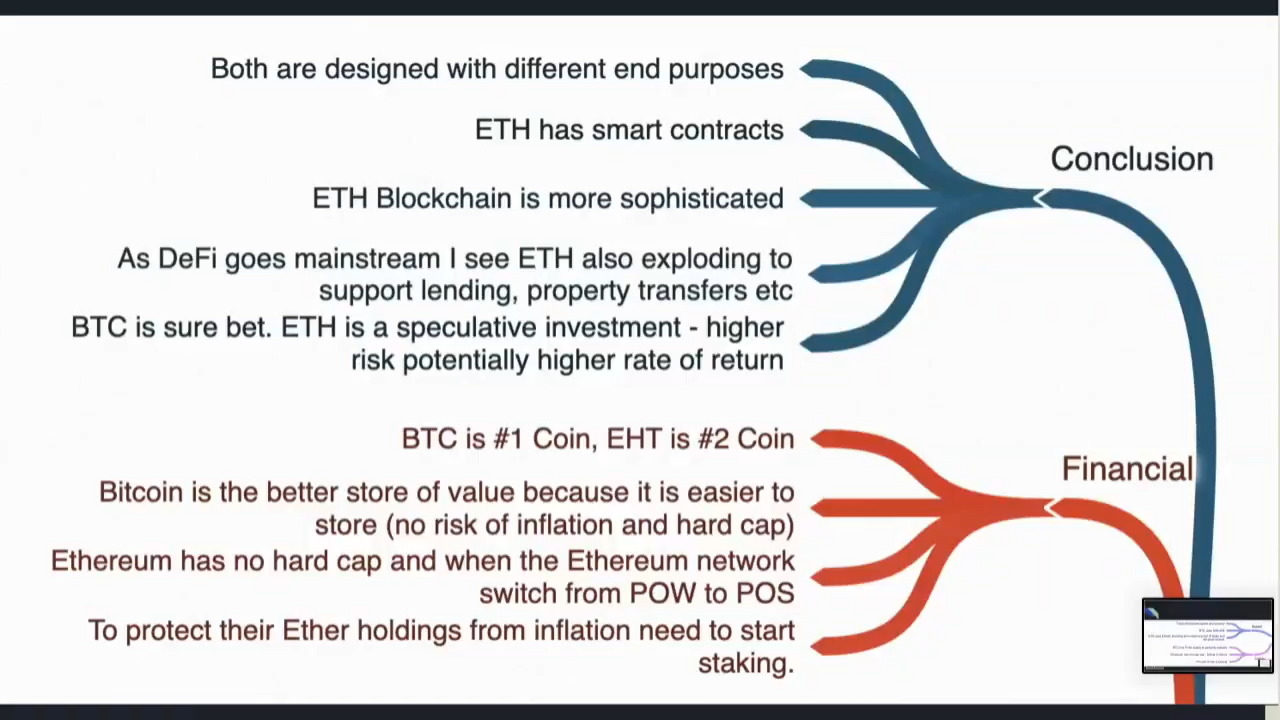 Both are designed with different end purposes
ETH has smart contracts
Conclusion
ETH Blockchain is more sophisticated
As DeFi goes mainstream I see ETH also exploding to
support lending, property transfers etc
BTC is sure bet. ETH is a speculative investment - higher
risk potentially higher rate of return
BTC is #1 Coin, EHT is #2 Coin
Financial
Bitcoin is the better store of value because it is easier to
store (no risk of inflation and hard cap)
Ethereum has no hard cap and when the Ethereum network
switch from POW to POS
To protect their Ether holdings from inflation need to start
staking.